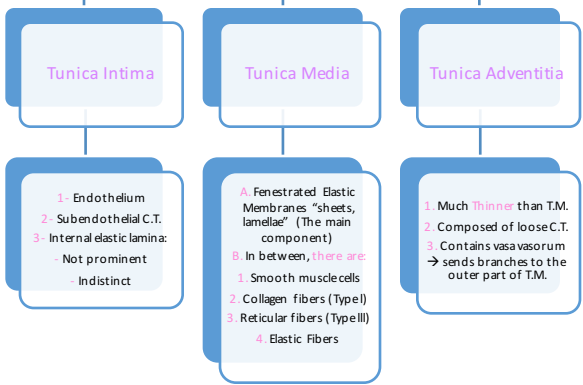 Tunica Intima
Tunica Media
Tunica Adventitia
1- Endothelium
2- Subendothelial C.T.
3- Internal elastic lamina:
- Not prominent
- Indistinct
A. Fenestrated Elastic
Membranes "sheets,
lamellae" (The main
component)
B. In between, there are:
1. Smooth muscle cells
2. Collagen fibers (Type I)
3. Reticular fibers (Type III)
4. Elastic Fibers
1. Much Thinner than T.M.
2. Composed of loose C.T.
3. Contains vasa vasorum
→ sends branches to the
outer part of T.M.